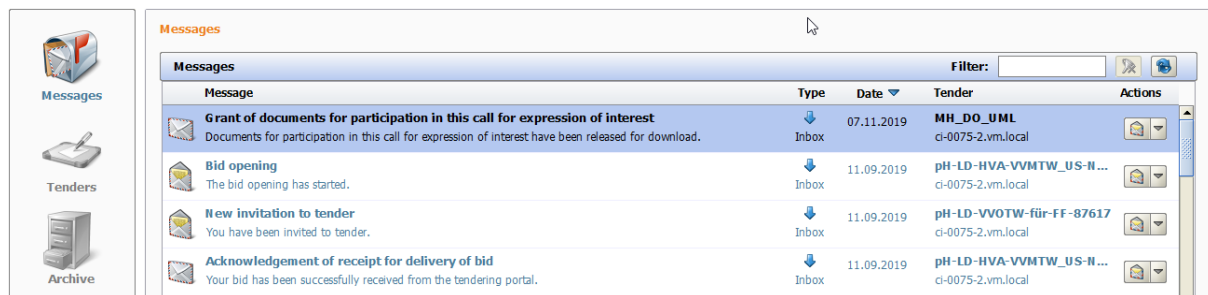 Messages
Tenders
Archive
Messages
Messages Filter:
Message Type Date Tender Actions
Grant of documents for participation in this call for expression of interest
Documents for participation in this call for expression of interest have been released for download.
Inbox
07.11.2019
MH_DO_UML
ci-0075-2.vm.local
Bid opening
The bid opening has started.
Inbox
11.09.2019
pH-LD-HVA-VVMTW_US-N...
ci-0075-2.vm.local
New invitation to tender
You have been invited to tender.
Inbox
11.09.2019
pH-LD-VVOTW-für-FF-87617
ci-0075-2.vm.local
Acknowledgement of receipt for delivery of bid
Your bid has been successfully received from the tendering portal.
Inbox
11.09.2019
pH-LD-HVA-VVMTW_US-N...
ci-0075-2.vm.local